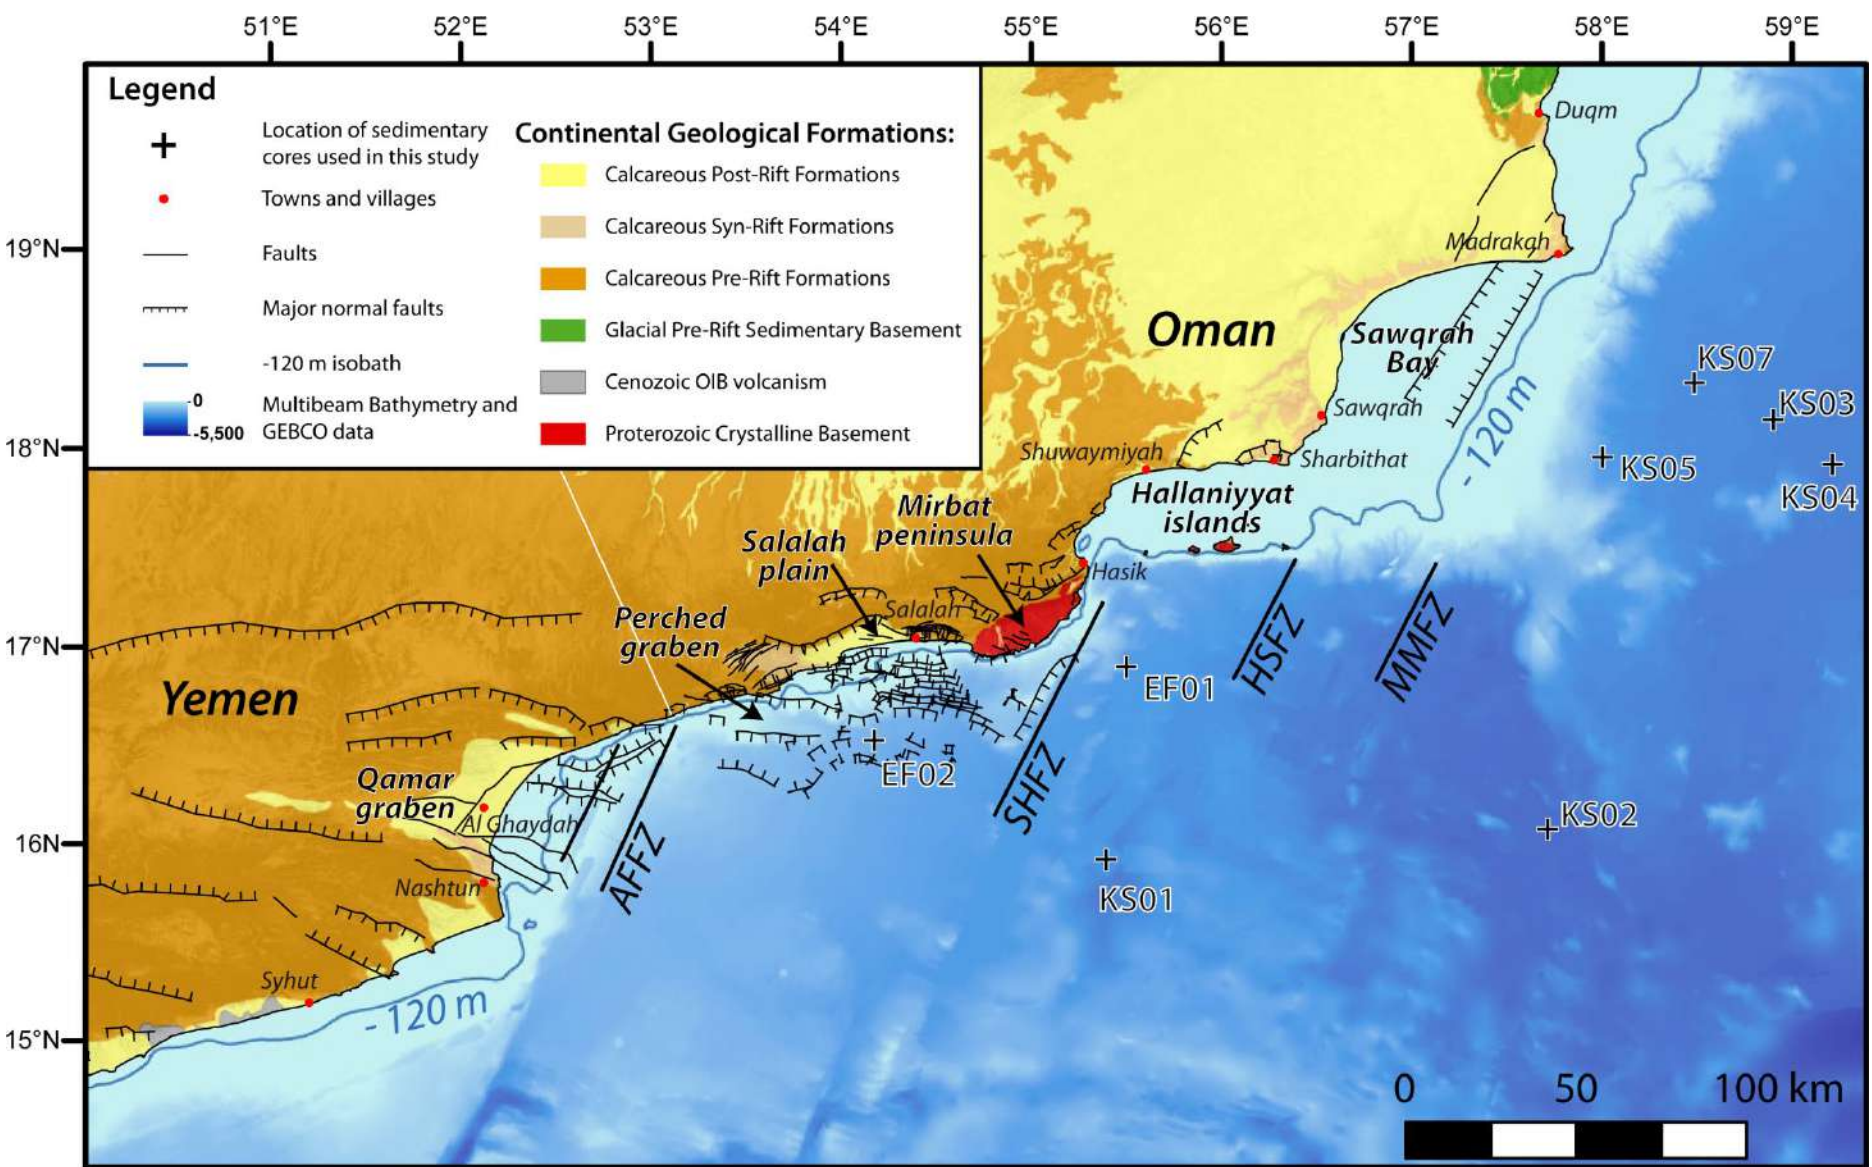 51°E 52°E 53°E 54°E 55°E 56°E 57°E 58°E 59°E
Legend
Location of sedimentary
cores used in this study
Towns and villages
Faults
Major normal faults
-120 m isobath
0
-5,500
Multibeam Bathymetry and
GEBCO data
Continental Geological Formations:
Calcareous Post-Rift Formations
Calcareous Syn-Rift Formations
Calcareous Pre-Rift Formations
Glacial Pre-Rift Sedimentary Basement
Cenozoic OIB volcanism
Proterozoic Crystalline Basement
19°N
18°N
17°N
16°N
15°N
Duqm
Madrakah
Oman
Sawqrah
Bay
KS07
KS03
Sawqrah
- 120 m
Shuwaymiyah
Sharbithat
KS05
KS04
Hallaniyyat
islands
Mirbat
peninsula
Salalah
plain
Hasik
Salalah
Perched
graben
Yemen
EF01
HSFZ
MMFZ
EF02
SHFZ
Qamar
graben
Al Ghaydah
KS02
AFFZ
Nashtun
KS01
Syhut
- 120 m
0 50 100 km